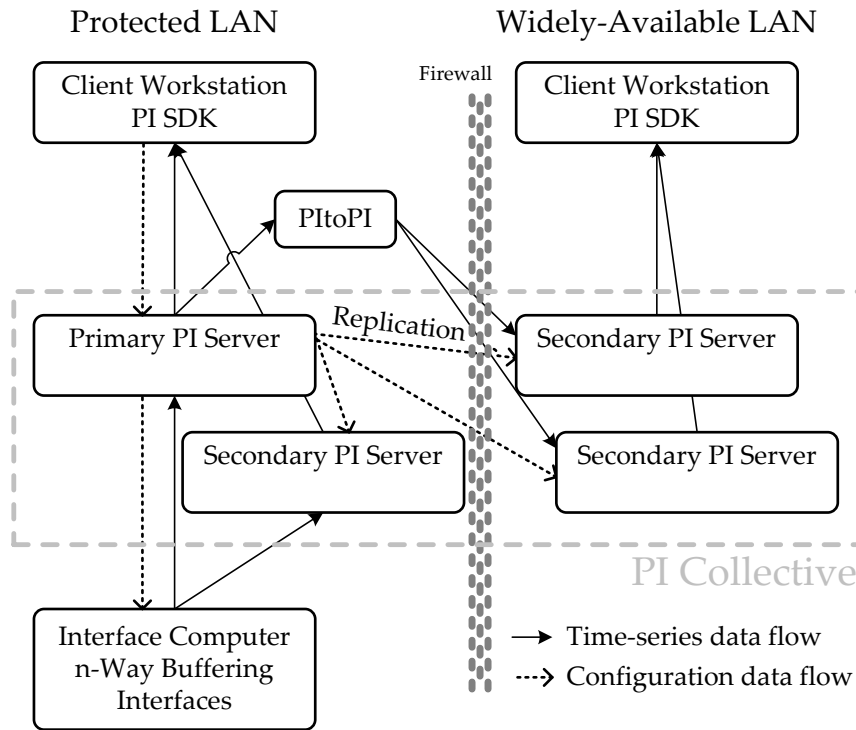 Protected LAN
Widely-Available LAN
Firewall
Client Workstation
PI SDK
Client Workstation
PI SDK
PItoPI
Replication
Primary PI Server
Secondary PI Server
Secondary PI Server
Secondary PI Server
PI Collective
Interface Computer
n-Way Buffering
Interfaces
Time-series data flow
Configuration data flow